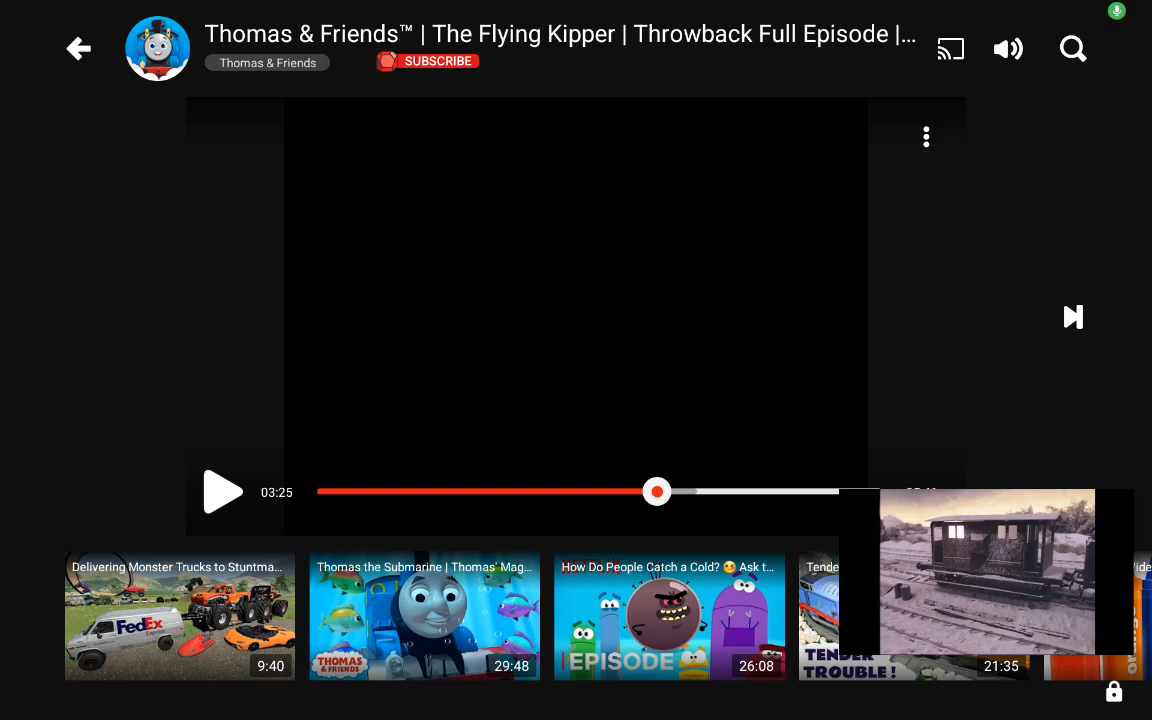 Thomas & Friends™ | The Flying Kipper | Throwback Full Episode |...
Thomas & Friends
SUBSCRIBE
03:25
Delivering Monster Trucks to Stuntma...
FedEx
Express
9:40
Thomas the Submarine | Thomas' Mag...
THOMAS
& FRIENDS
29:48
How Do People Catch a Cold? 🤒 Ask t...
EPISODE
26:08
Tende
TENDER
TROUBLE!
21:35